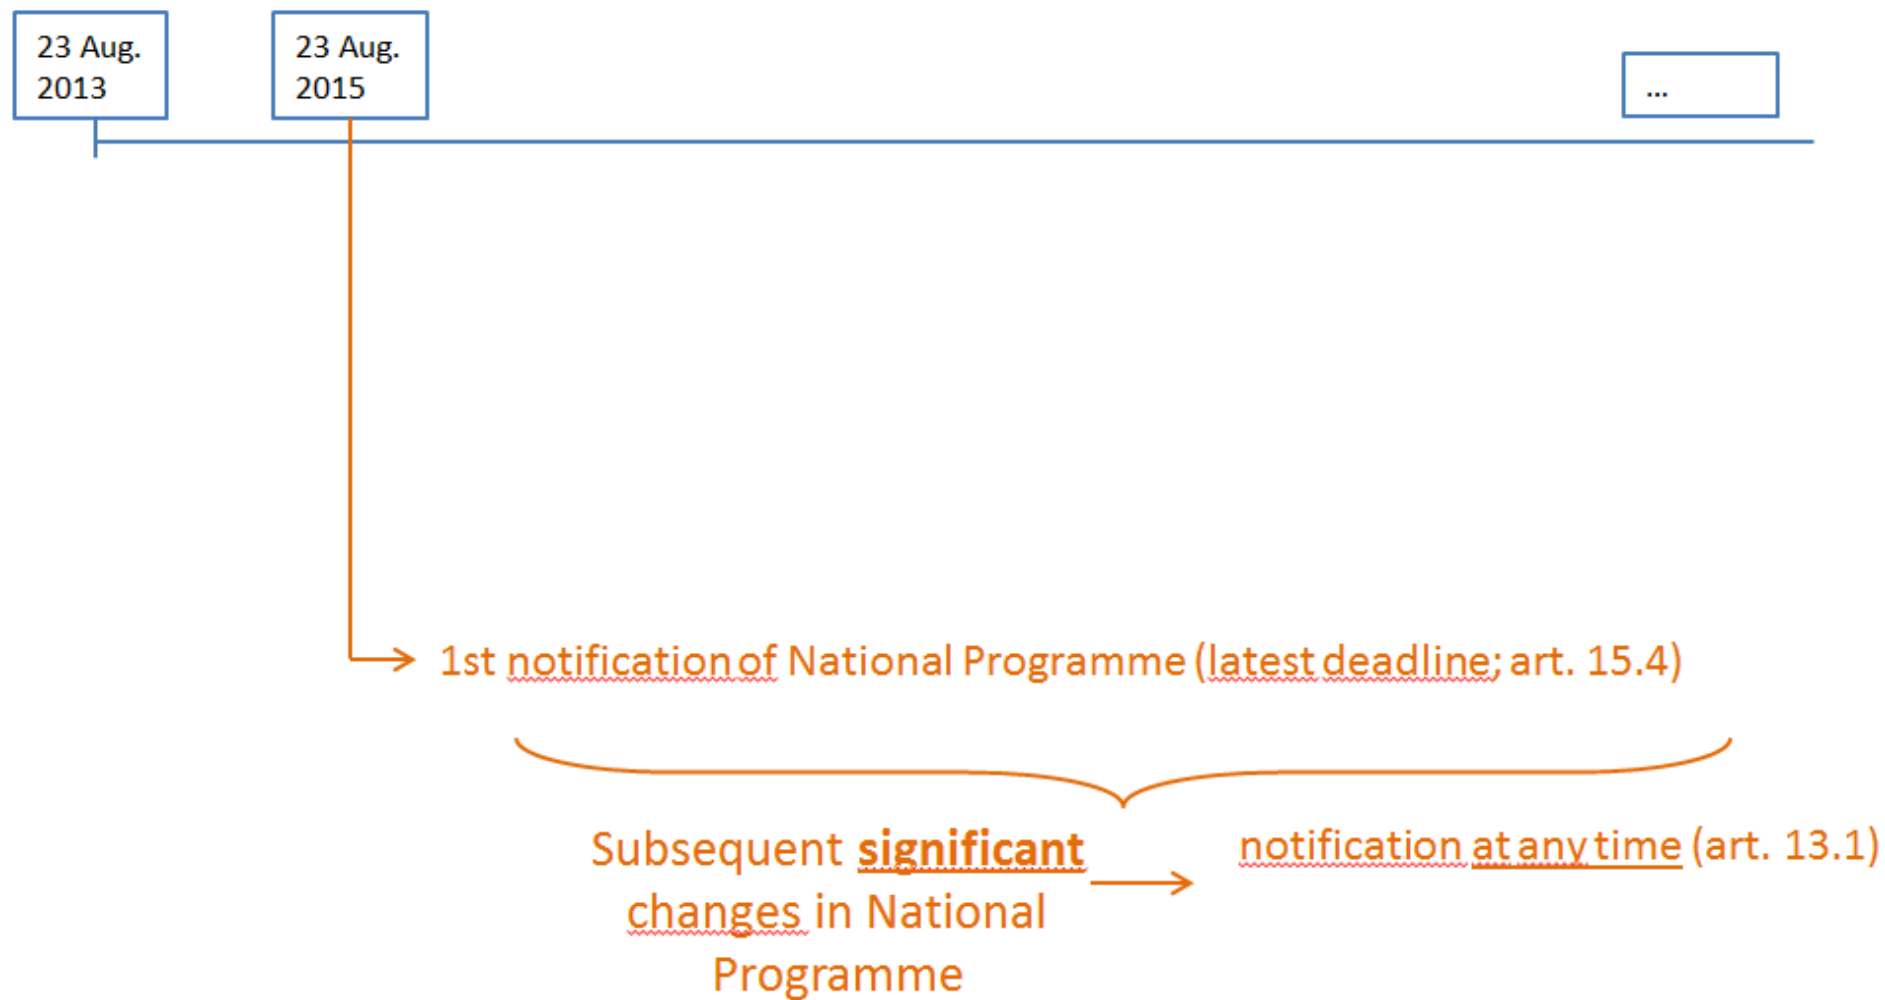 23 Aug.
2013
23 Aug.
2015
...
1st notification of National Programme (latest deadline; art. 15.4)
Subsequent significant
changes in National
Programme
notification at any time (art. 13.1)